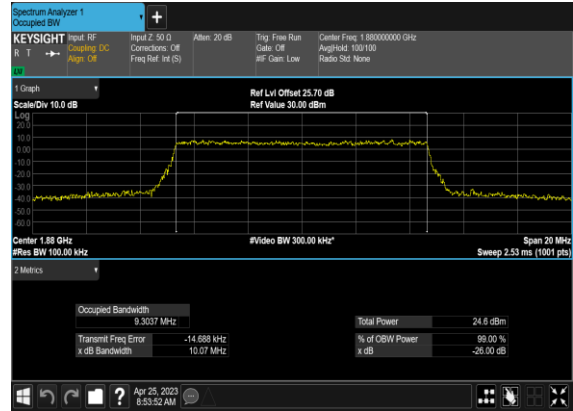 Spectrum Analyzer 1
Occupied BW
KEYSIGHT Input: RF Input Z: 50 Ω Atten: 20 dB Trig: Free Run Center Freq: 1.880000000 GHz
R T Coupling: DC Corrections: Off Gate: Off Avg|Hold: 100/100
Align: Off Freq Ref: Int (S) #IF Gain: Low Radio Std: None
1 Graph
Ref Lvl Offset 25.70 dB
Scale/Div 10.0 dB Ref Value 30.00 dBm
Log
20.0
10.0
0.00
-10.0
-20.0
-30.0
-40.0
-50.0
-60.0
Center 1.88 GHz #Video BW 300.00 kHz* Span 20 MHz
#Res BW 100.00 kHz Sweep 2.53 ms (1001 pts)
2 Metrics
Occupied Bandwidth
9.3037 MHz Total Power 24.6 dBm
Transmit Freq Error -14.688 kHz % of OBW Power 99.00 %
x dB Bandwidth 10.07 MHz x dB -26.00 dB
? Apr 25, 2023
8:53:52 AM